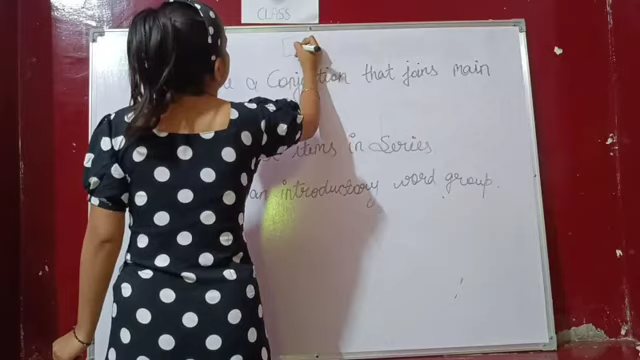 CLASS
a Conjunction that joins main
items in Series
an introductory word group.